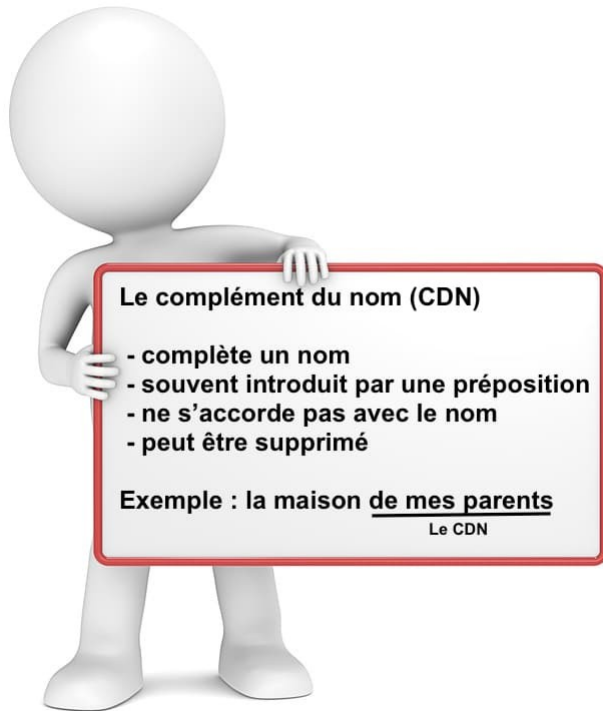 Le complément du nom (CDN)
- complète un nom
- souvent introduit par une préposition
- ne s’accorde pas avec le nom
- peut être supprimé
Exemple : la maison de mes parents
Le CDN